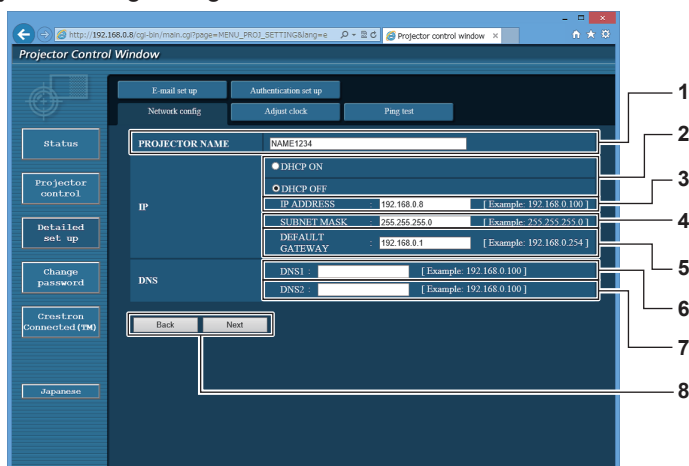 http://192.168.0.8/cgi-bin/main.cgi?page=MENU_PROJ_SETTING&lang=e
Projector control window
Projector Control Window
E-mail set up
Authentication set up
Network config
Adjust clock
Ping test
1
Status
PROJECTOR NAME
NAME1234
2
DHCP ON
Projector control
DHCP OFF
3
IP
IP ADDRESS : 192.168.0.8 [ Example: 192.168.0.100 ]
SUBNET MASK : 255.255.255.0 [ Example: 255.255.255.0 ]
4
Detailed set up
DEFAULT GATEWAY : 192.168.0.1 [ Example: 192.168.0.254 ]
5
Change password
DNS
DNS1 : [ Example: 192.168.0.100 ]
6
DNS2 : [ Example: 192.168.0.100 ]
7
Crestron Connected(TM)
Back
Next
8
Japanese